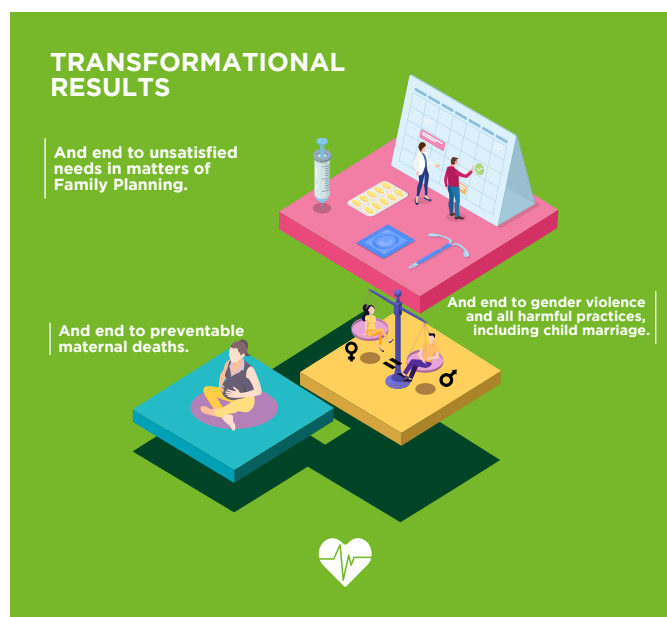 TRANSFORMATIONAL
RESULTS
And end to unsatisfied
needs in matters of
Family Planning.
And end to gender violence
and all harmful practices,
including child marriage.
And end to preventable
maternal deaths.